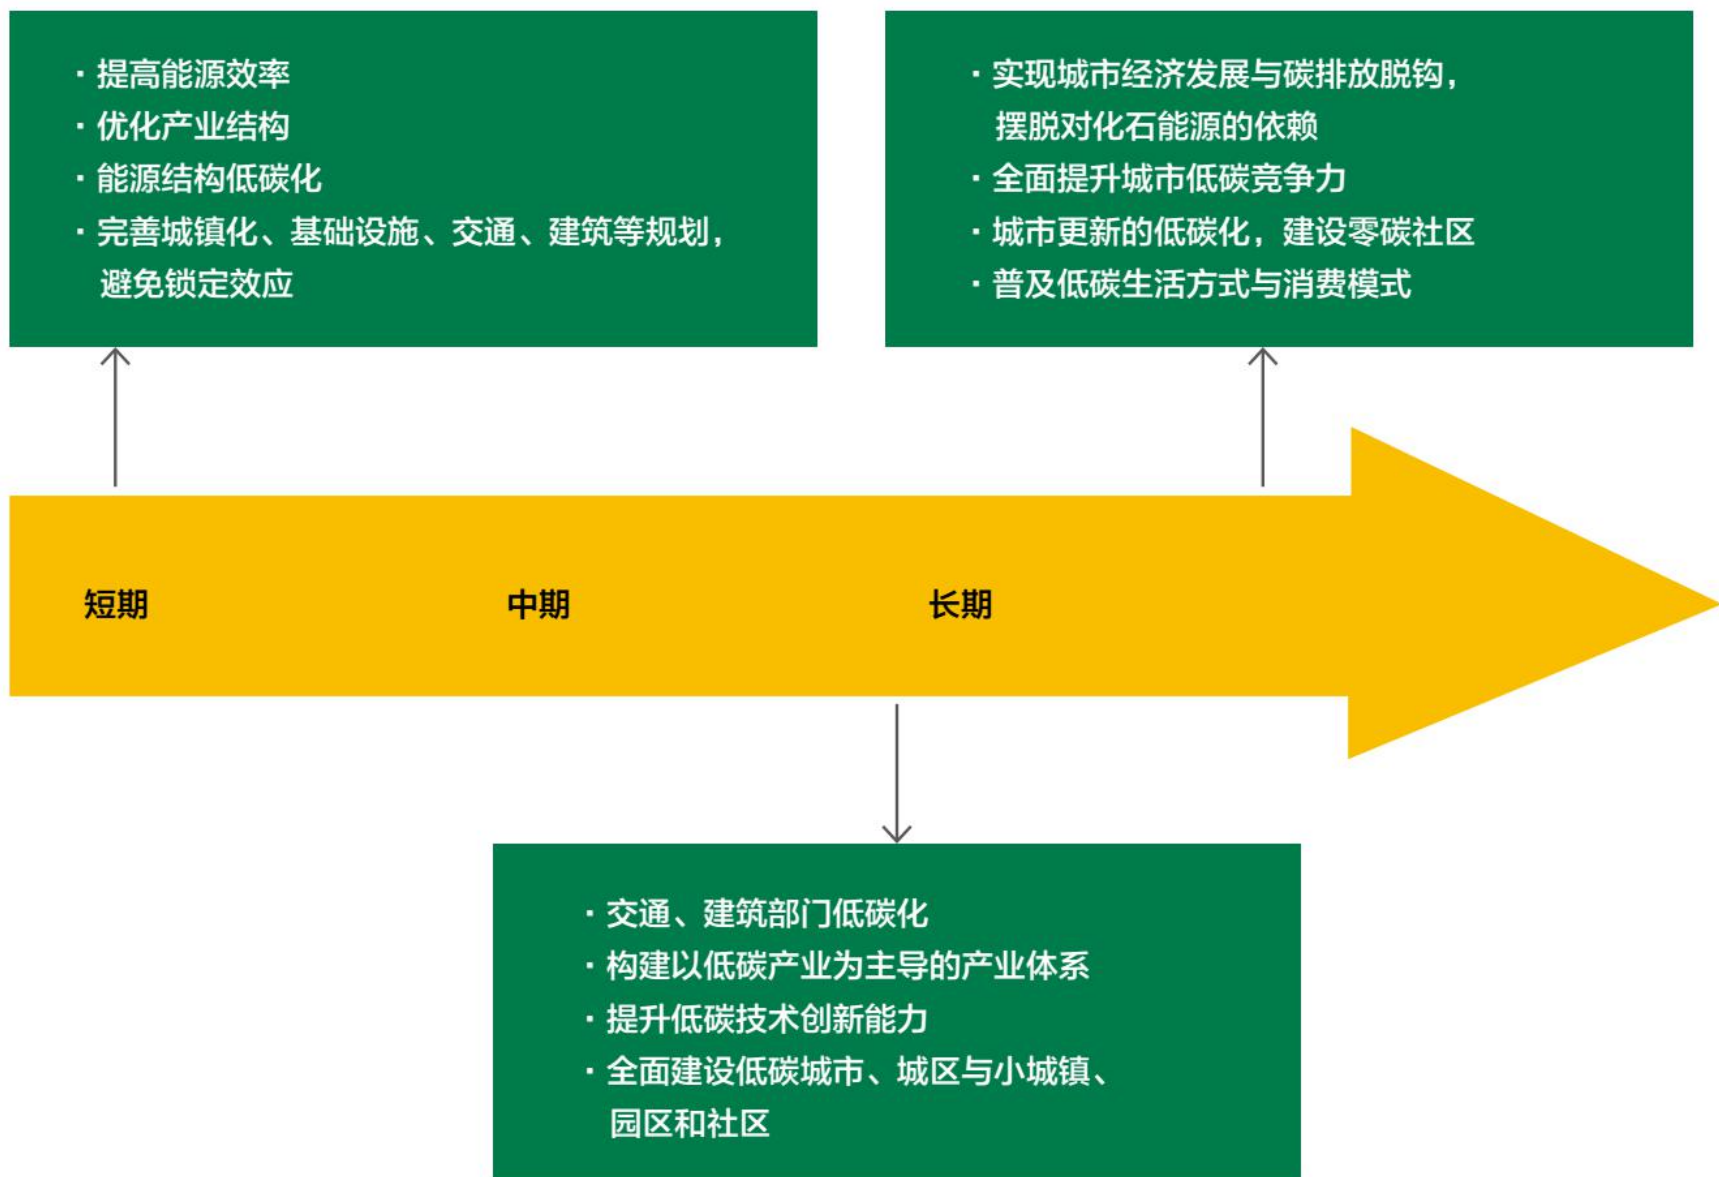 · 提高能源效率
· 优化产业结构
· 能源结构低碳化
· 完善城镇化、基础设施、交通、建筑等规划，
避免锁定效应
· 实现城市经济发展与碳排放脱钩，
摆脱对化石能源的依赖
· 全面提升城市低碳竞争力
· 城市更新的低碳化，建设零碳社区
· 普及低碳生活方式与消费模式
短期
中期
长期
· 交通、建筑部门低碳化
· 构建以低碳产业为主导的产业体系
· 提升低碳技术创新能力
· 全面建设低碳城市、城区与小城镇、
园区和社区